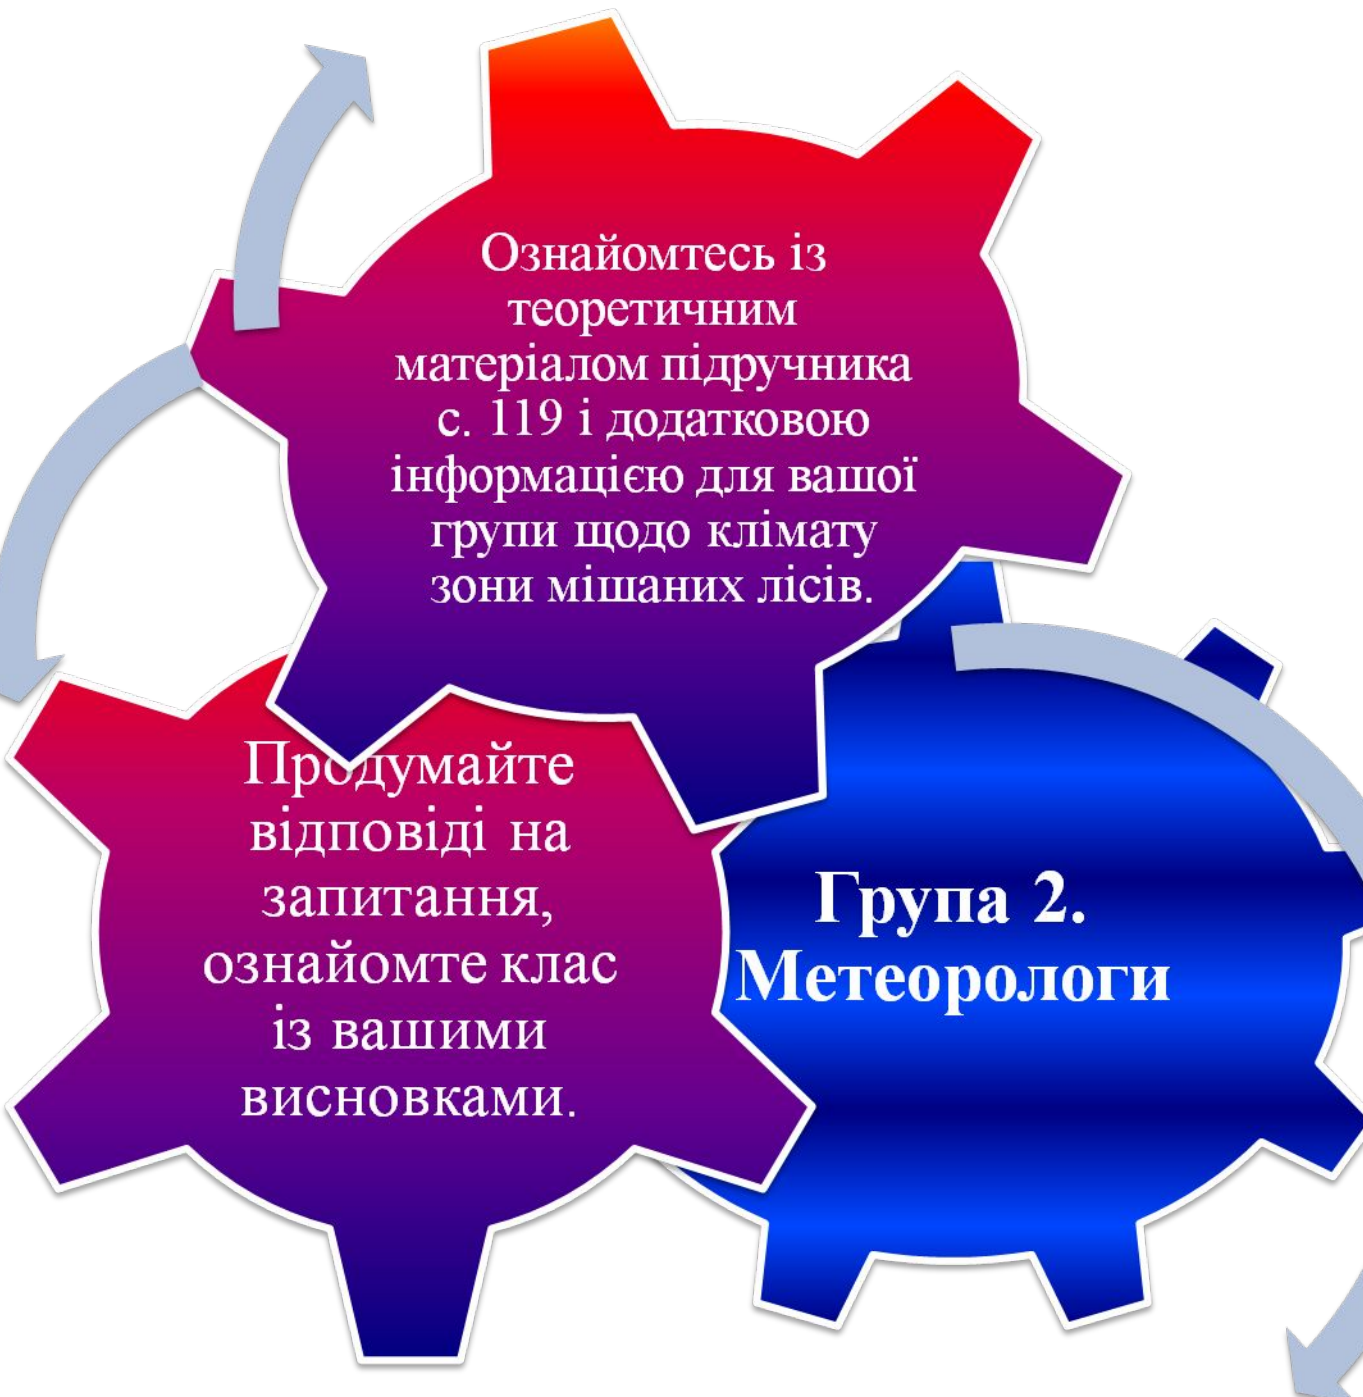 Ознайомтесь із
теоретичним
матеріалом підручника
с. 119 і додатковою
інформацією для вашої
групи щодо клімату
зони мішаних лісів.
Продумайте
відповіді на
запитання,
ознайомте клас
із вашими
висновками.
Група 2.
Метеорологи